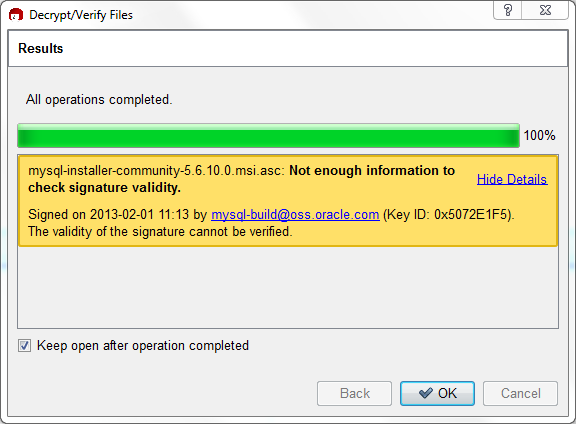 Decrypt/Verify Files
Results
All operations completed.
100%
mysql-installer-community-5.6.10.0.msi.asc: Not enough information to
check signature validity.
Hide Details
Signed on 2013-02-01 11:13 by mysql-build@oss.oracle.com (Key ID: 0x5072E1F5).
The validity of the signature cannot be verified.
Keep open after operation completed
Back
OK
Cancel